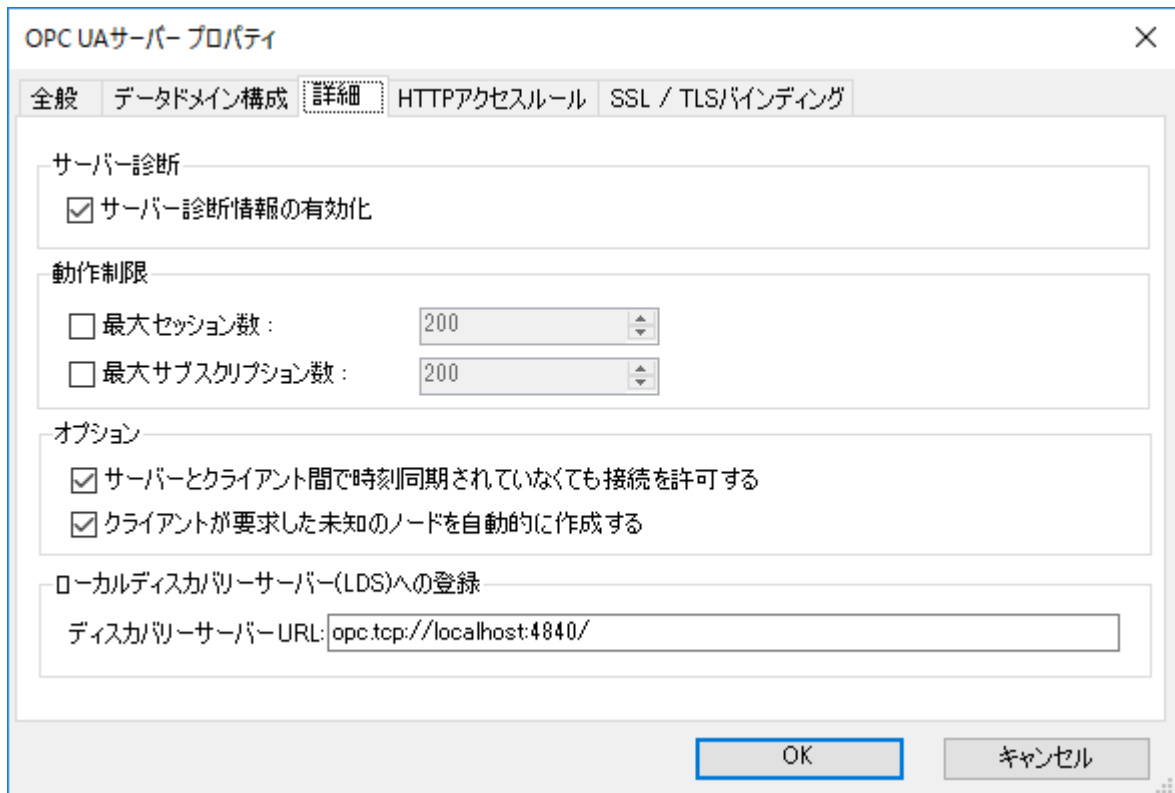 OPC UAサーバー プロパティ
全般 データドメイン構成 詳細 HTTPアクセスルール SSL / TLSバインディング
サーバー診断
サーバー診断情報の有効化
動作制限
最大セッション数 : 200
最大サブスクリプション数 : 200
オプション
サーバーとクライアント間で時刻同期されていなくても接続を許可する
クライアントが要求した未知のノードを自動的に作成する
ローカルディスカバリーサーバー(LDS)への登録
ディスカバリーサーバー URL: opc.tcp://localhost:4840/
OK キャンセル